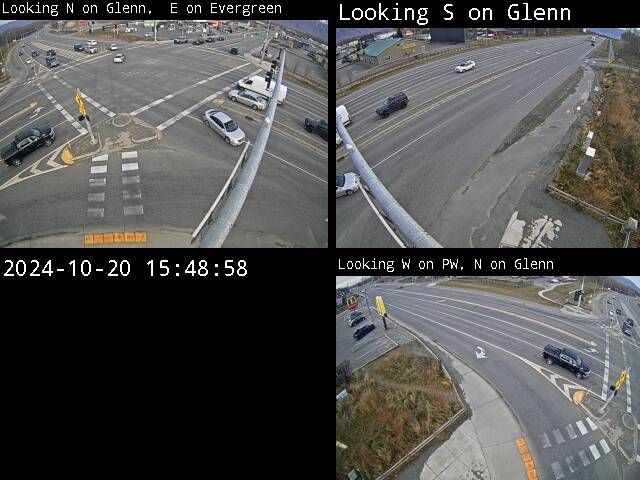 Looking N on Glenn,  E on Evergreen
Looking S on Glenn
2024-10-20 15:48:58
Looking W on PW, N on Glenn